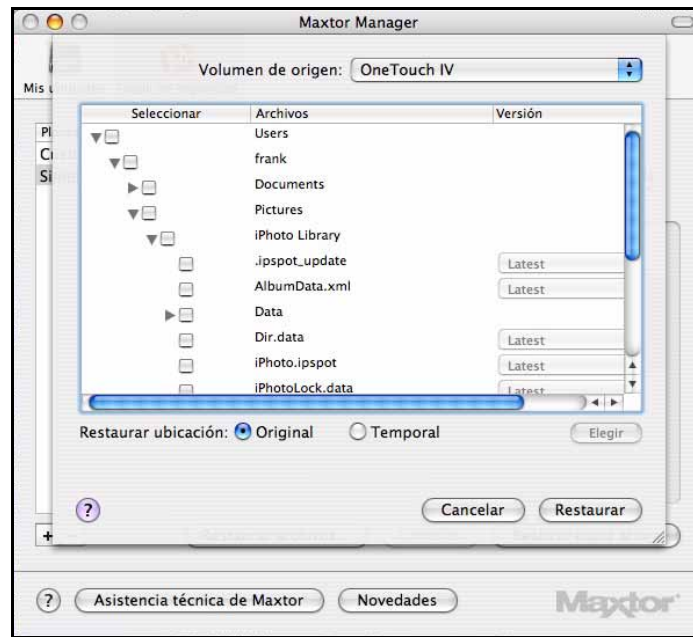 Maxtor Manager
Volumen de origen: OneTouch IV
Mis
Seleccionar Archivos Versión
Users
frank
Documents
Pictures
iPhoto Library
.ipspot_update Latest
AlbumData.xml Latest
Data
Dir.data Latest
iPhoto.ipspot Latest
iPhotoLock.data Latest
Restaurar ubicación: Original Temporal Elegir
? Cancelar Restaurar
+
? Asistencia técnica de Maxtor Novedades Maxtor